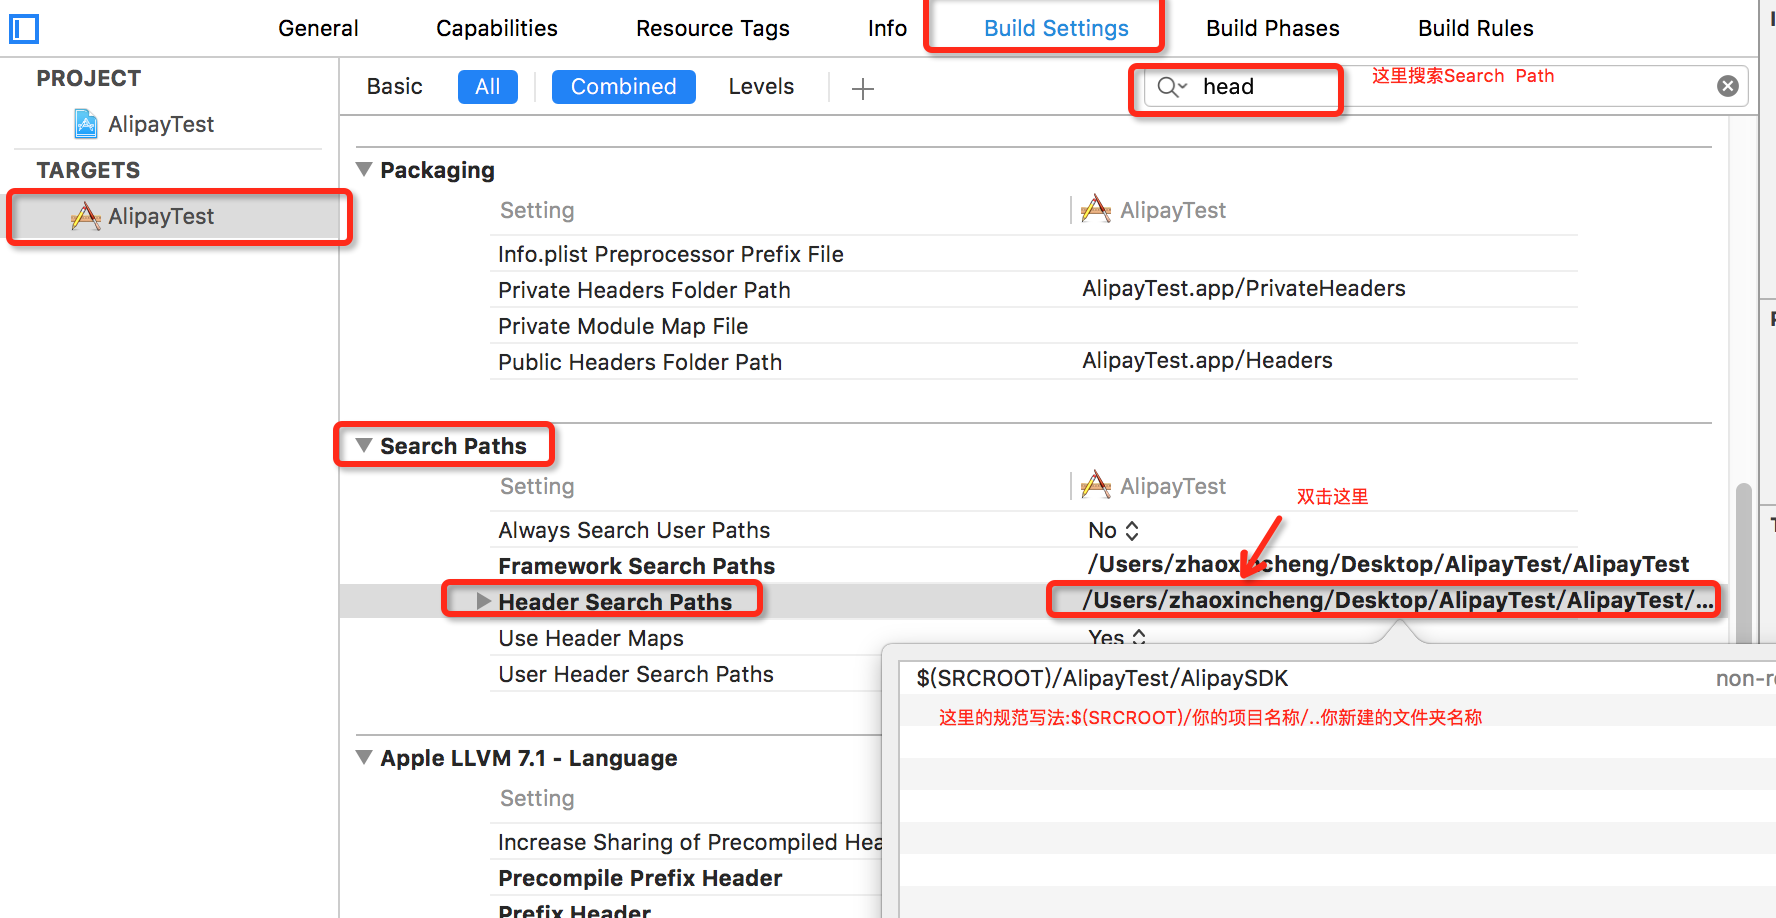 General Capabilities Resource Tags Info Build Settings Build Phases Build Rules
PROJECT
AlipayTest
TARGETS
AlipayTest
Basic All Combined Levels
head
这里搜索Search Path
Packaging
Setting AlipayTest
Info.plist Preprocessor Prefix File
Private Headers Folder Path AlipayTest.app/PrivateHeaders
Private Module Map File
Public Headers Folder Path AlipayTest.app/Headers
Search Paths
Setting AlipayTest
双击这里
Always Search User Paths No
Framework Search Paths /Users/zhaoxincheng/Desktop/AlipayTest/AlipayTest
Header Search Paths /Users/zhaoxincheng/Desktop/AlipayTest/AlipayTest/...
Use Header Maps Yes
User Header Search Paths
$(SRCROOT)/AlipayTest/AlipaySDK non-re
这里的规范写法:$(SRCROOT)/你的项目名称/..你新建的文件夹名称
Apple LLVM 7.1 - Language
Setting
Increase Sharing of Precompiled Hea
Precompile Prefix Header
Prefix Header